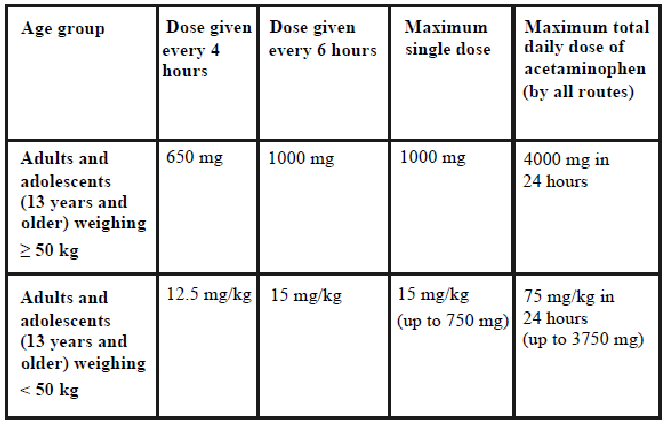 Age group
Dose given
every 4
hours
Dose given
every 6 hours
Maximum
single dose
Maximum total
daily dose of
acetaminophen
(by all routes)
Adults and
adolescents
(13 years and
older) weighing
≥ 50 kg
650 mg
1000 mg
1000 mg
4000 mg in
24 hours
Adults and
adolescents
(13 years and
older) weighing
< 50 kg
12.5 mg/kg
15 mg/kg
15 mg/kg
(up to 750 mg)
75 mg/kg in
24 hours
(up to 3750 mg)